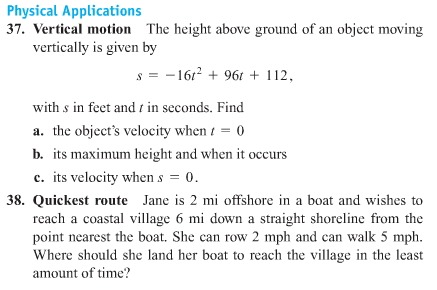 Physical Applications
37. Vertical motion The height above ground of an object moving
vertically is given by
s = −16t² + 96t + 112,
with s in feet and t in seconds. Find
a. the object's velocity when t = 0
b. its maximum height and when it occurs
c. its velocity when s = 0.
38. Quickest route Jane is 2 mi offshore in a boat and wishes to
reach a coastal village 6 mi down a straight shoreline from the
point nearest the boat. She can row 2 mph and can walk 5 mph.
Where should she land her boat to reach the village in the least
amount of time?